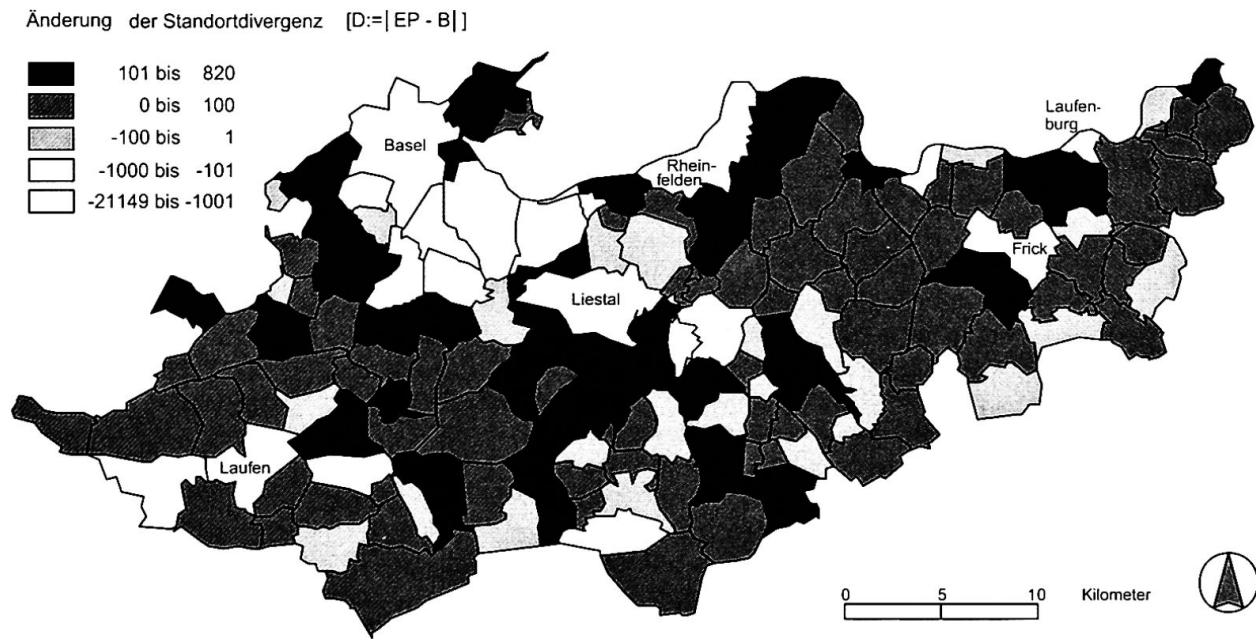 Änderung der Standortdivergenz [D:=| EP - B| ]
101 bis 820
0 bis 100
-100 bis 1
-1000 bis -101
-21149 bis -1001
Basel
Laufen-
burg
Rhein-
felden
Frick
Liestal
Laufen
0 5 10 Kilometer